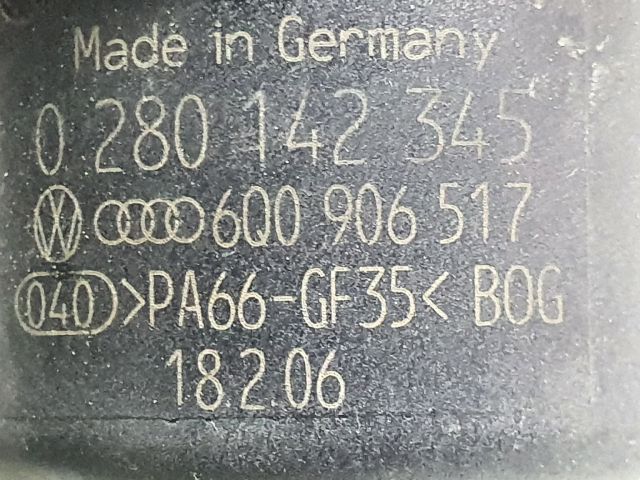 Made in Germany
0 280 142 345
6Q0 906 517
040 >PA66-GF35< BOG
18.2.06